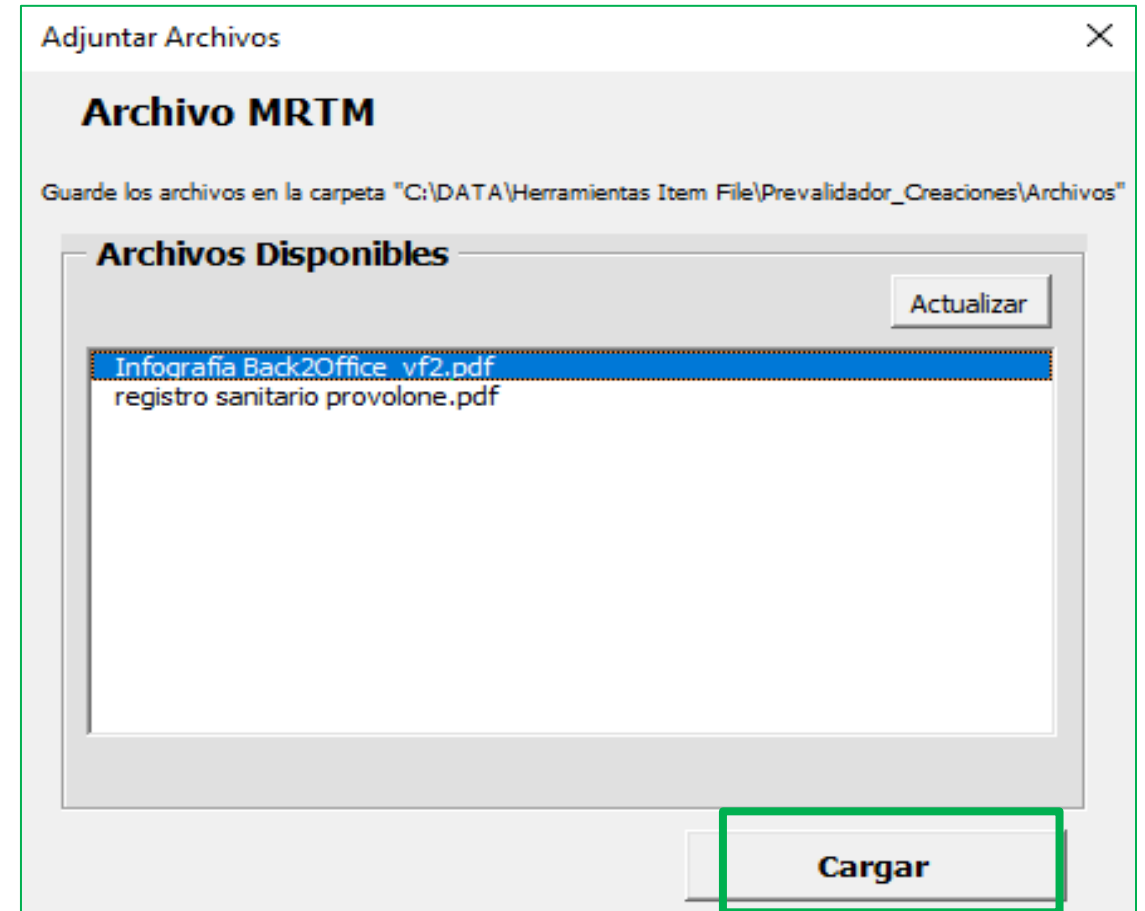 Adjuntar Archivos
Archivo MRTM
Guarde los archivos en la carpeta "C:\DATA\Herramientas Item File\Prevalidador_Creaciones\Archivos"
Archivos Disponibles
Actualizar
Infografía Back2Office_vf2.pdf
registro sanitario provolone.pdf
Cargar